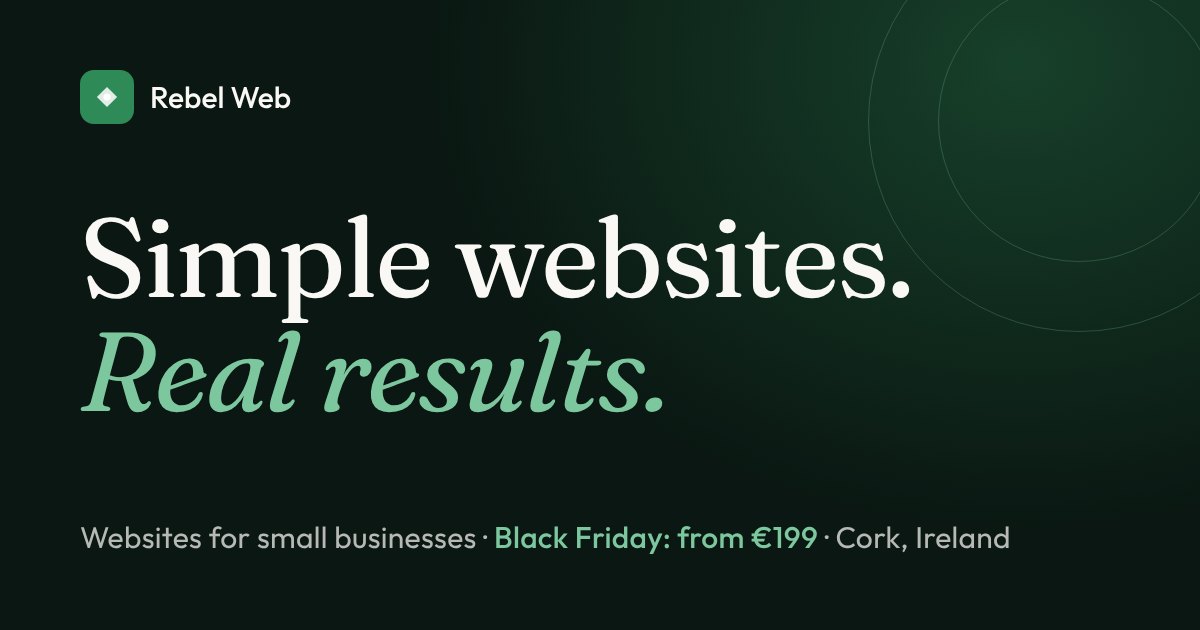 Rebel Web
Simple websites.
Real results.
Websites for small businesses · Black Friday: from €199 · Cork, Ireland